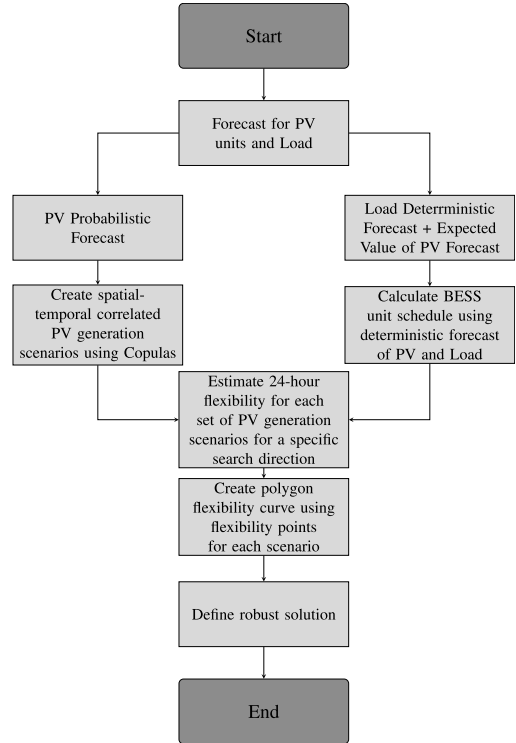 Start
Forecast for PV
units and Load
PV Probabilistic
Forecast
Load Deterrministic
Forecast + Expected
Value of PV Forecast
Create spatial-
temporal correlated
PV generation
scenarios using Copulas
Calculate BESS
unit schedule using
deterministic forecast
of PV and Load
Estimate 24-hour
flexibility for each
set of PV generation
scenarios for a specific
search direction
Create polygon
flexibility curve using
flexibility points
for each scenario
Define robust solution
End